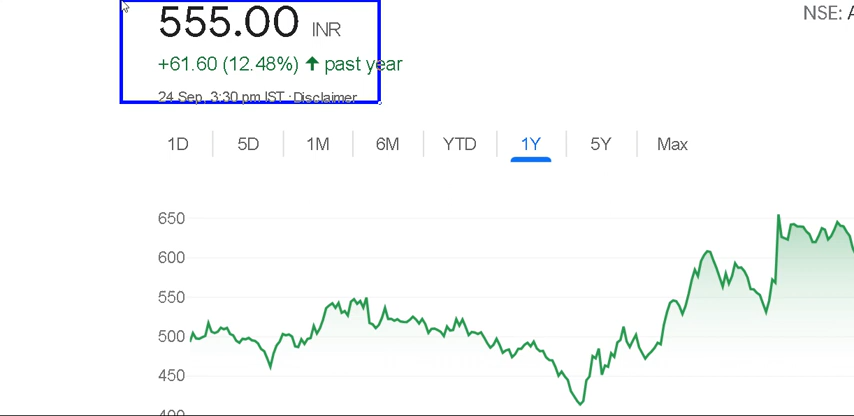 555.00 INR
NSE: A
+61.60 (12.48%) ↑ past year
24 Sep, 3:30 pm IST · Disclaimer
1D 5D 1M 6M YTD 1Y 5Y Max
650
600
550
500
450
400